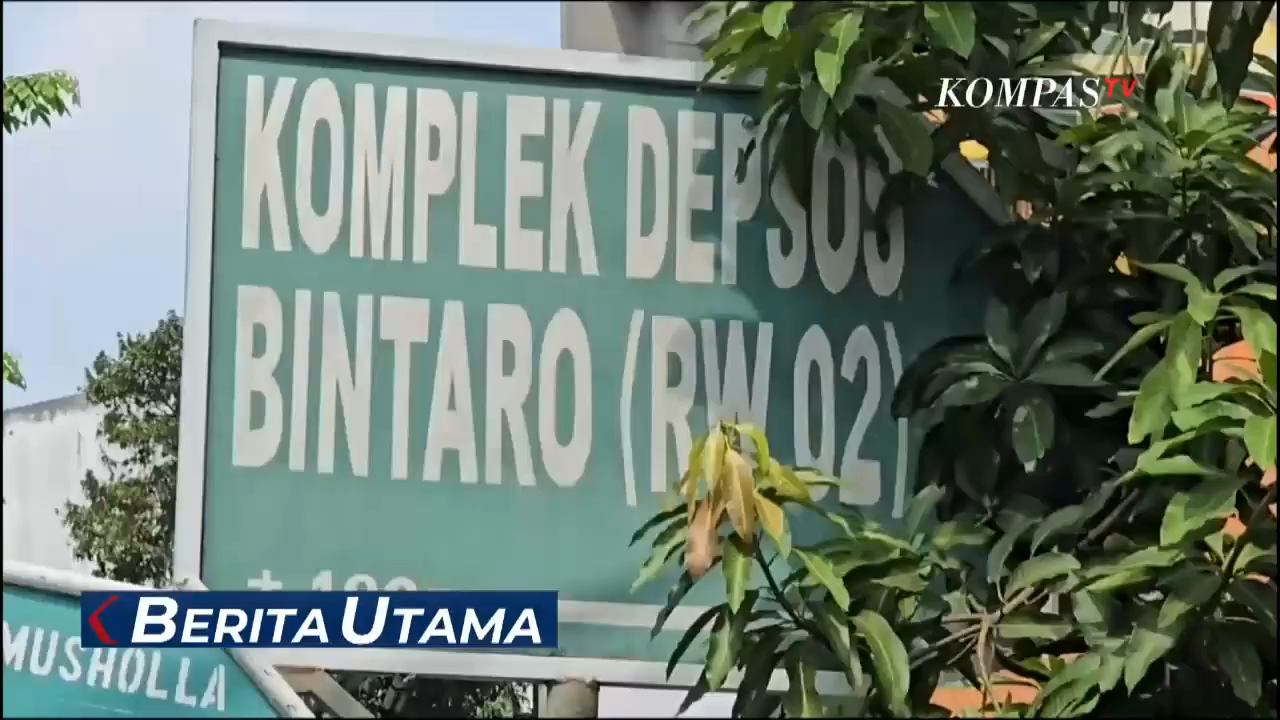 KOMPASTV
KOMPLEK DEPSOS
BINTARO (RW 02)
BERITA UTAMA
MUSHOLLA